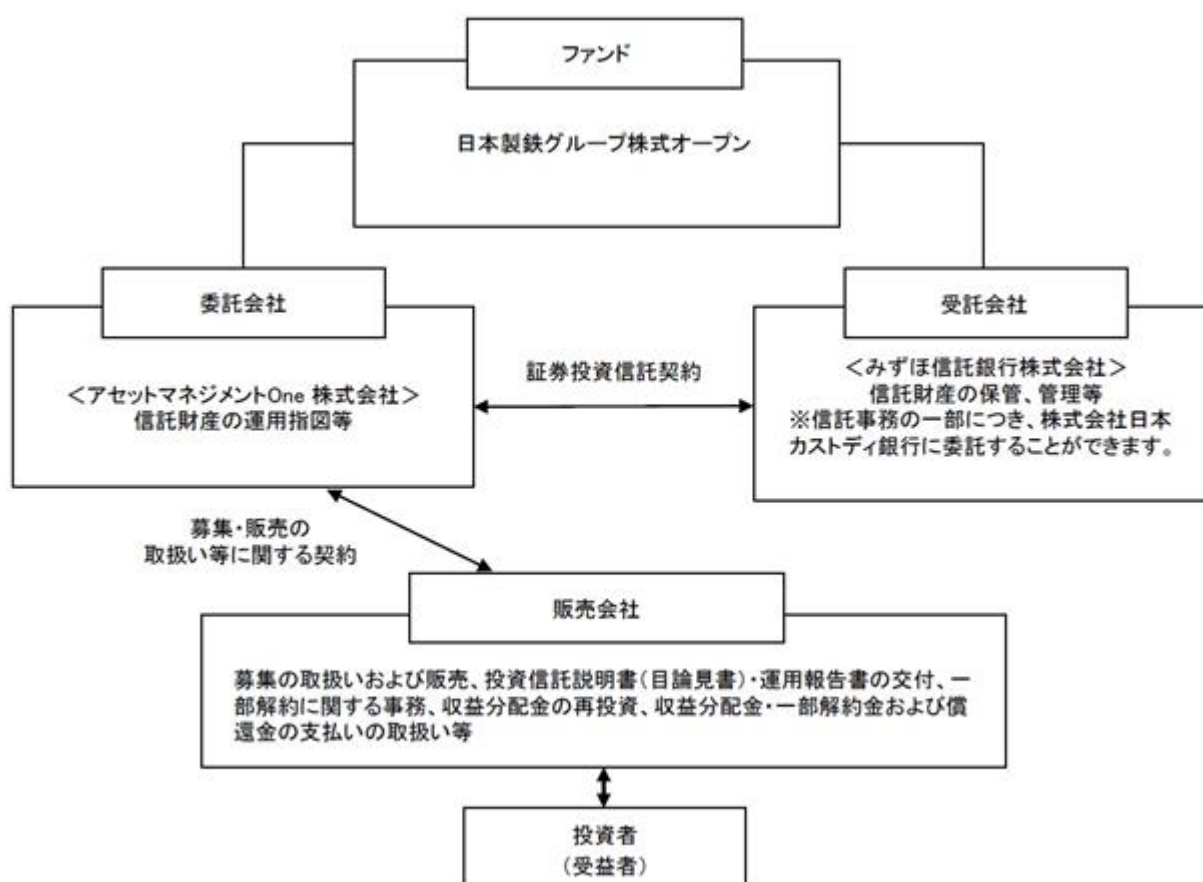 ファンド
日本製鉄グループ株式オープン
委託会社
<アセットマネジメントOne 株式会社>
信託財産の運用指図等
証券投資信託契約
受託会社
<みずほ信託銀行株式会社>
信託財産の保管、管理等
※信託事務の一部につき、株式会社日本
カストディ銀行に委託することができます。
募集・販売の
取扱い等に関する契約
販売会社
募集の取扱いおよび販売、投資信託説明書(目論見書)・運用報告書の交付、一
部解約に関する事務、収益分配金の再投資、収益分配金・一部解約金および償
還金の支払いの取扱い等
投資者
(受益者)